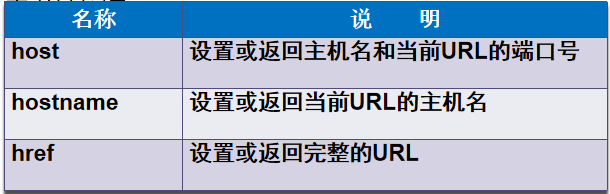 名称 说 明
host 设置或返回主机名和当前URL的端口号
hostname 设置或返回当前URL的主机名
href 设置或返回完整的URL